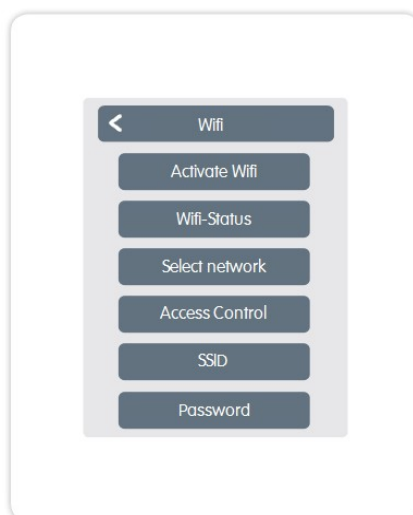 Wifi
Activate Wifi
Wifi-Status
Select network
Access Control
SSID
Password